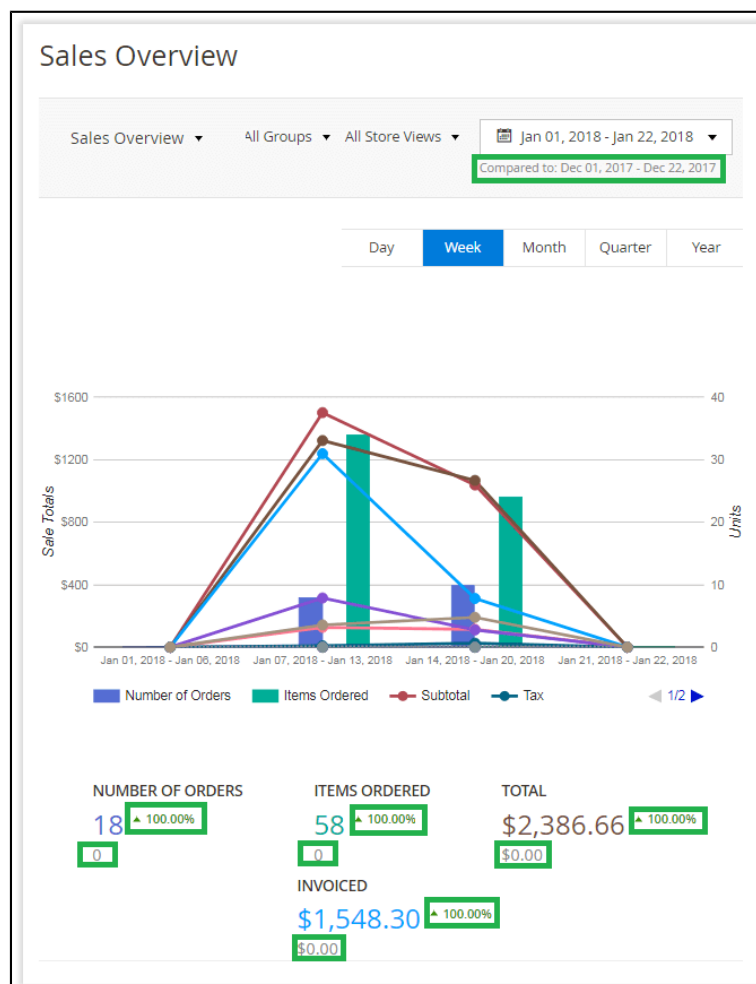 Sales Overview
Sales Overview All Groups All Store Views Jan 01, 2018 - Jan 22, 2018
Compared to: Dec 01, 2017 - Dec 22, 2017
Day Week Month Quarter Year
$1600 40
$1200 30
$800 20
$400 10
$0 0
Sale Totals
Units
Jan 01, 2018 - Jan 06, 2018 Jan 07, 2018 - Jan 13, 2018 Jan 14, 2018 - Jan 20, 2018 Jan 21, 2018 - Jan 22, 2018
Number of Orders Items Ordered Subtotal Tax 1/2
NUMBER OF ORDERS ITEMS ORDERED TOTAL
18 100.00% 58 100.00% $2,386.66 100.00%
0 0 $0.00
INVOICED
$1,548.30 100.00%
$0.00